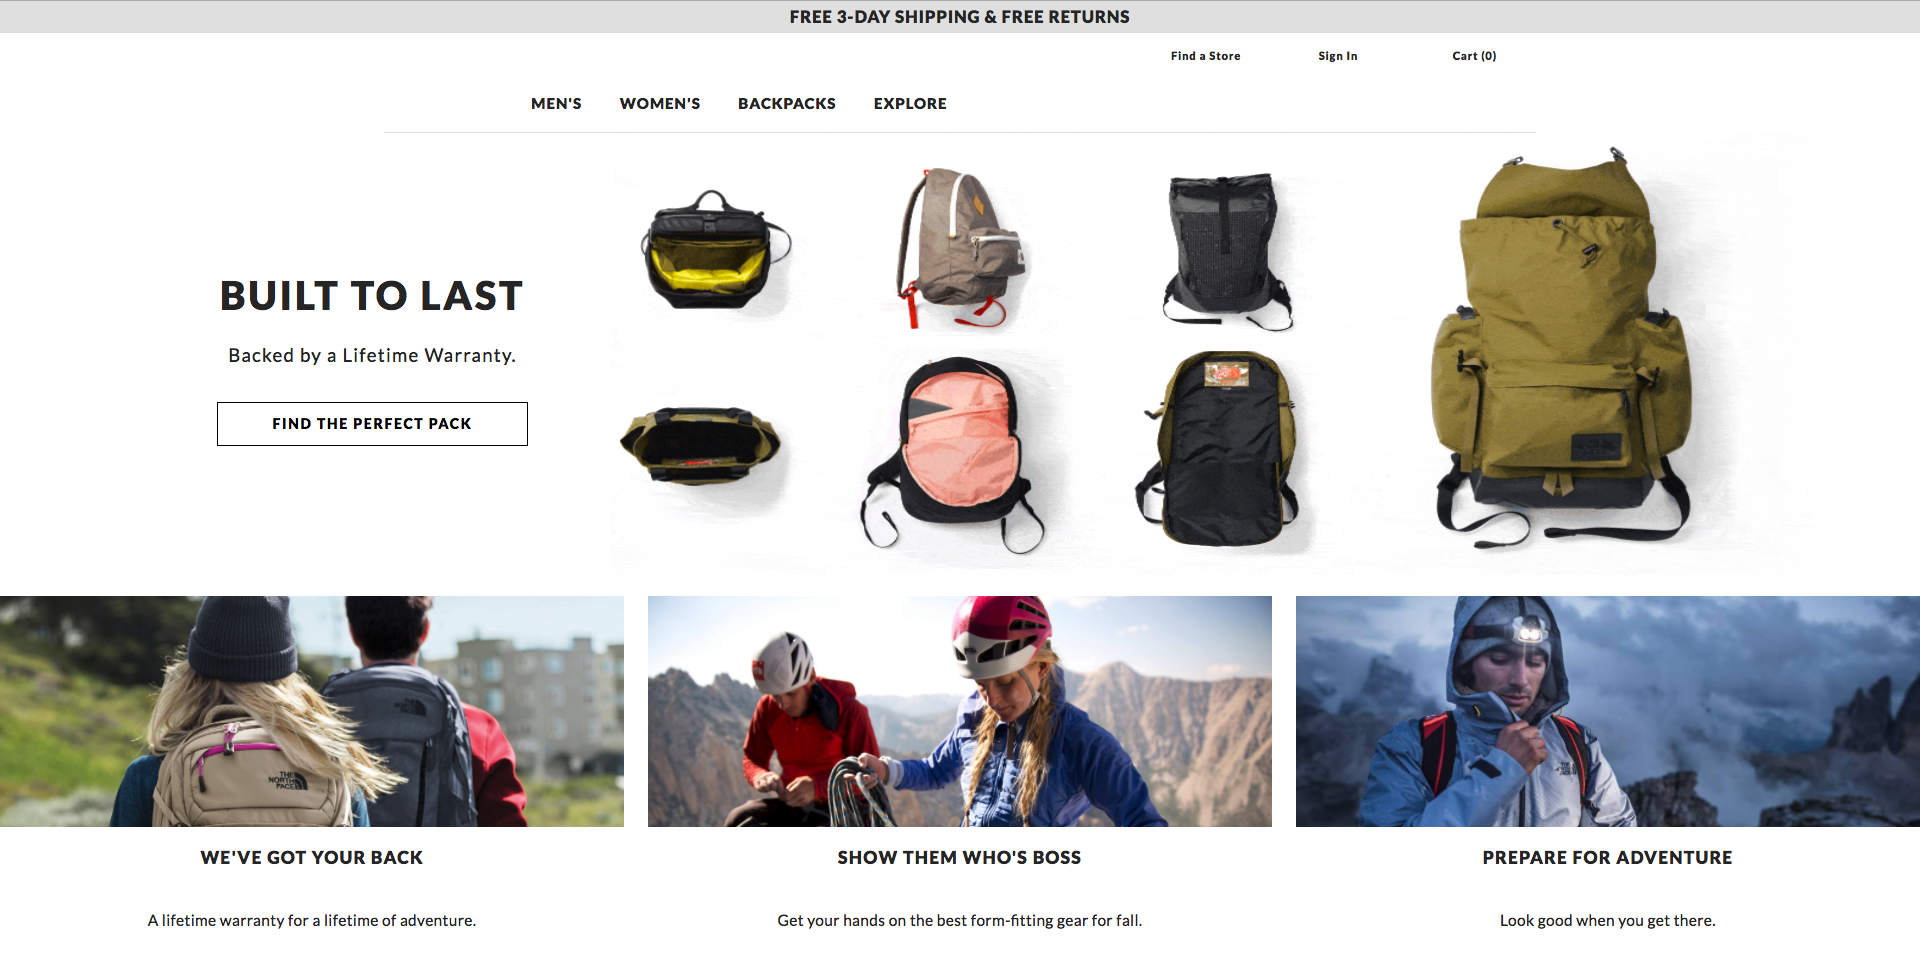 FREE 3-DAY SHIPPING & FREE RETURNS
Find a Store
Sign In
Cart (0)
MEN'S
WOMEN'S
BACKPACKS
EXPLORE
BUILT TO LAST
Backed by a Lifetime Warranty.
FIND THE PERFECT PACK
THE
NORTH
FACE
WE'VE GOT YOUR BACK
SHOW THEM WHO'S BOSS
PREPARE FOR ADVENTURE
A lifetime warranty for a lifetime of adventure.
Get your hands on the best form-fitting gear for fall.
Look good when you get there.